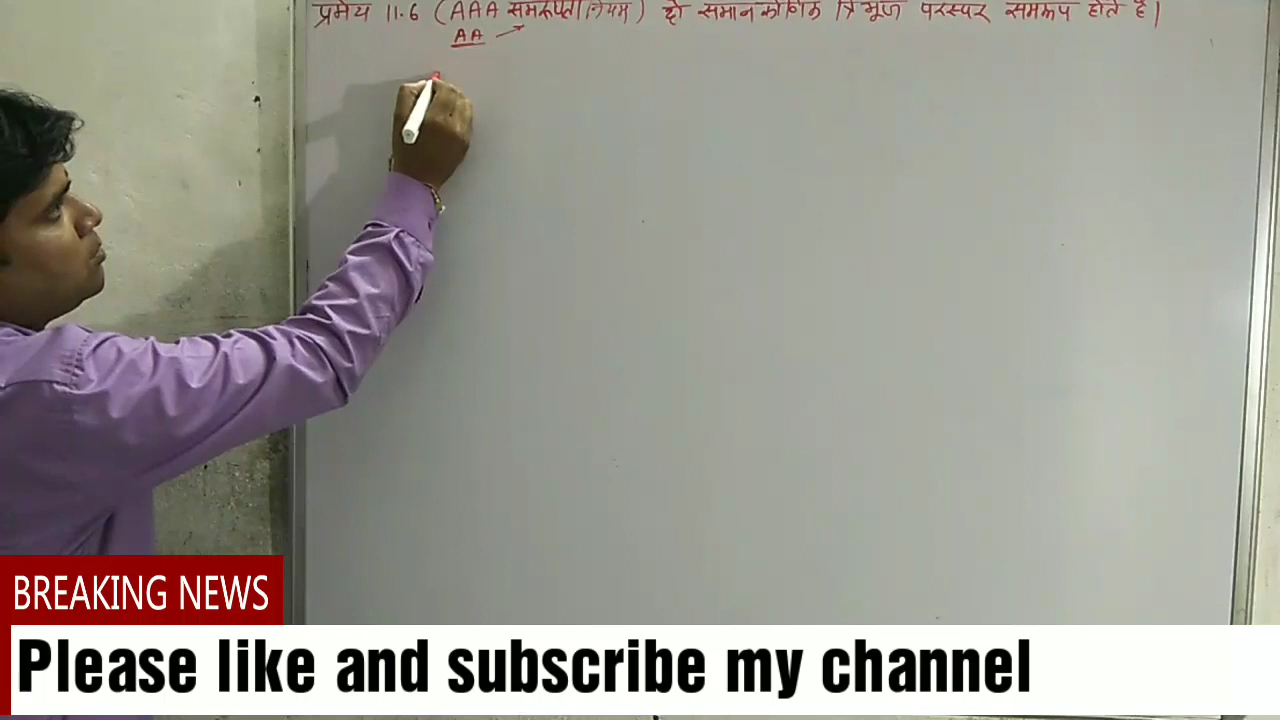 प्रमेय 11.6 (AAA समरूपता नियम) दो समान कोणिक त्रिभुज परस्पर समरूप होते है।
AA
BREAKING NEWS
Please like and subscribe my channel